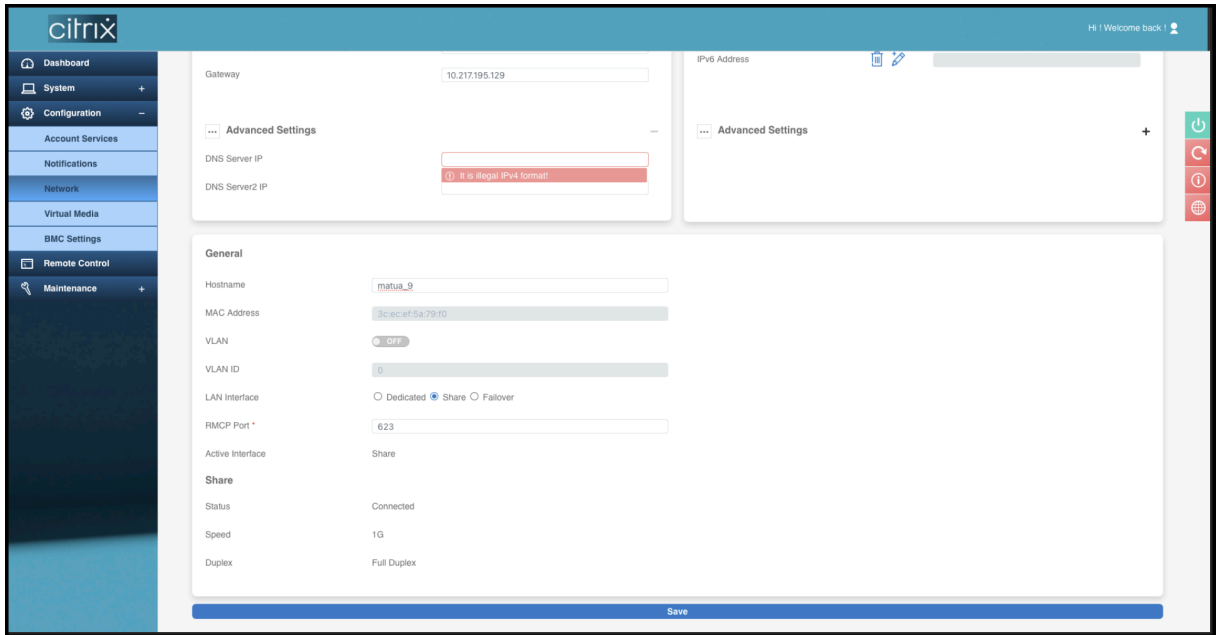 citrix
Hi ! Welcome back !
Dashboard
System +
Configuration −
Account Services
Notifications
Network
Virtual Media
BMC Settings
Remote Control
Maintenance +
Gateway 10.217.195.129
... Advanced Settings −
DNS Server IP
It is illegal IPv4 format!
DNS Server2 IP
IPv6 Address
... Advanced Settings +
General
Hostname matua_9
MAC Address 3c:ec:ef:5a:79:f0
VLAN OFF
VLAN ID 0
LAN Interface Dedicated Share Failover
RMCP Port * 623
Active Interface Share
Share
Status Connected
Speed 1G
Duplex Full Duplex
Save